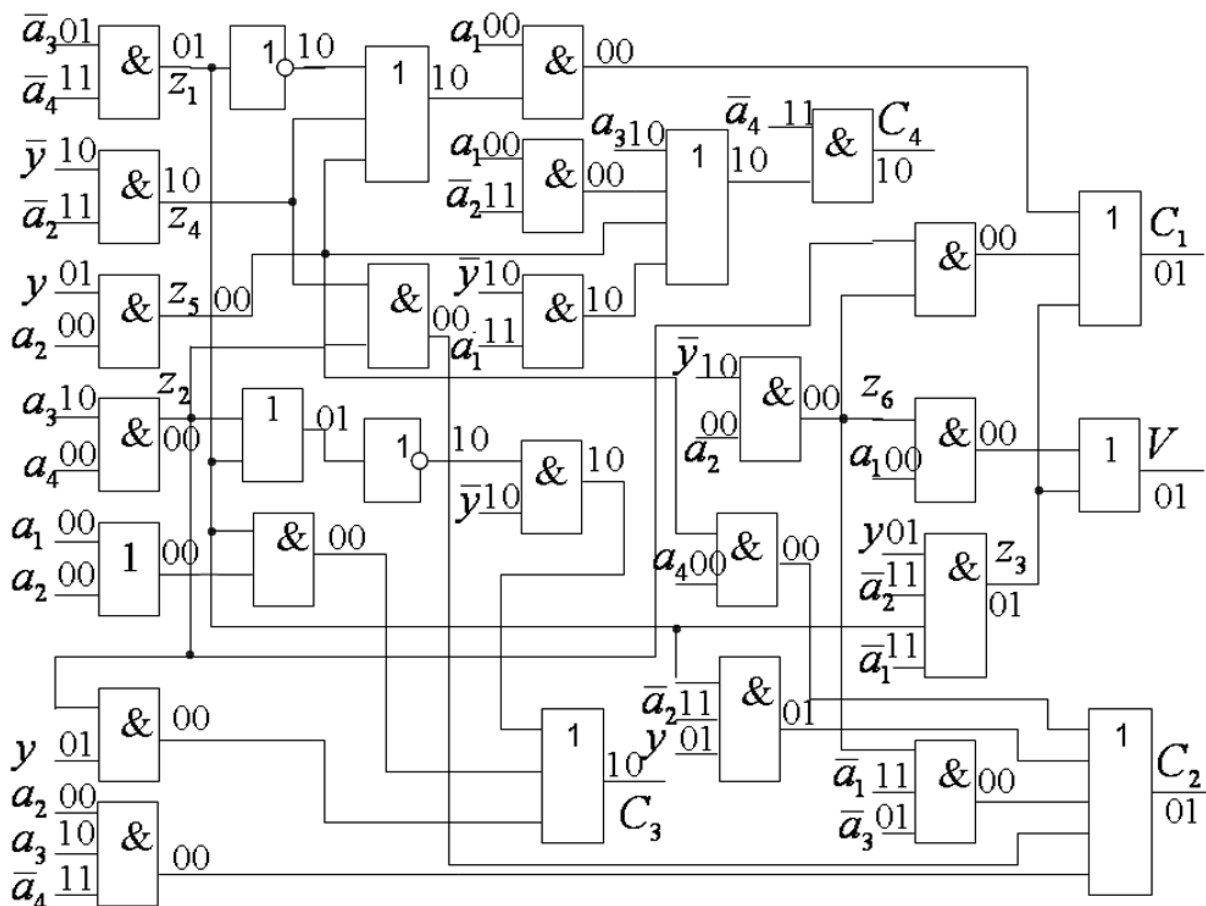 ā₃ 01 & 01 z₁
ā₄ 11
1 10
1 10
a₁ 00 & 00
ȳ 10 & 10 z₄
ā₂ 11
a₁ 00 & 00
ā₂ 11
a₃ 10 1 10
ā₄ 11 & C₄ 10
1 C₁ 01
& 00
y 01 & z₅ 00
a₂ 00
& 00
ȳ 10 & 10
a₁ 11
ȳ 10 & 00 z₆
00 a̅₂
a₃ 10 & z₂ 00
a₄ 00
1 01
1 10
& 10
ȳ 10
& 00
a₁ 00
1 V 01
a₁ 00 1 00
a₂ 00
& 00
& 00
a₄ 00
y 01 & z₃ 01
ā₂ 11
ā₁ 11
& 00
y 01
1 10 C₃
ā₂ 11 & 01
y 01
ā₁ 11 & 00
ā₃ 01
1 C₂ 01
a₂ 00 & 00
a₃ 10
ā₄ 11